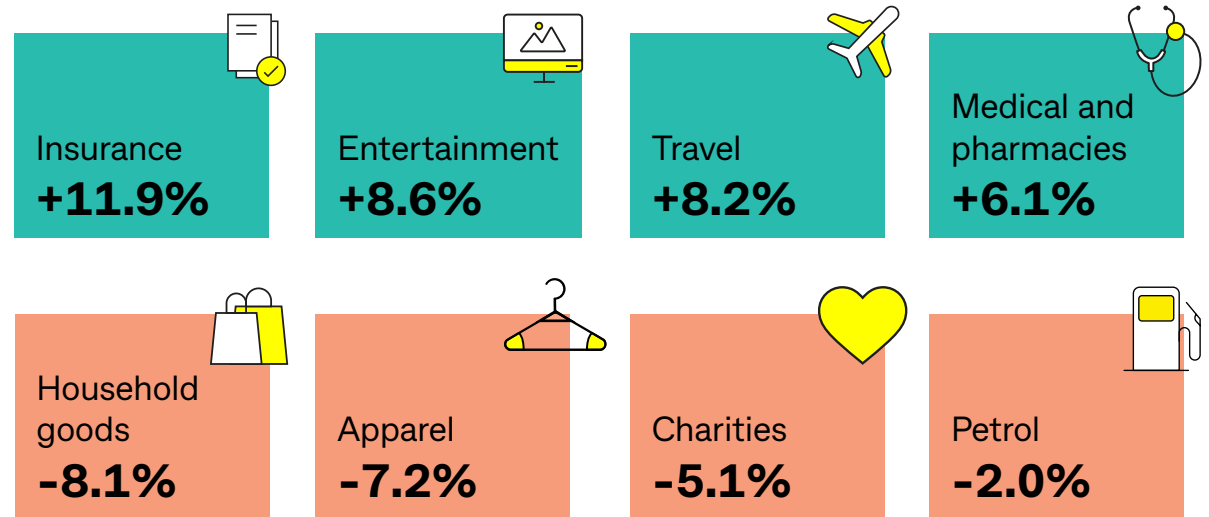 Insurance
+11.9%
Entertainment
+8.6%
Travel
+8.2%
Medical and
pharmacies
+6.1%
Household
goods
-8.1%
Apparel
-7.2%
Charities
-5.1%
Petrol
-2.0%